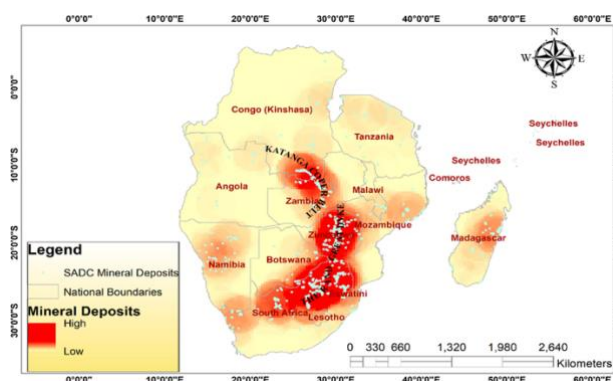 0°0'0"E 10°0'0"E 20°0'0"E 30°0'0"E 40°0'0"E 50°0'0"E 60°0'0"E
N
W E
S
0°0'0"
10°0'0"S
20°0'0"S
30°0'0"S
Congo (Kinshasa)
Tanzania
Seychelles
Seychelles
Seychelles
KATANGA COPER BELT
Comoros
Malawi
Angola
Zambia
Mozambique
Madagascar
Botswana
Namibia
South Africa
Lesotho
Legend
SADC Mineral Deposits
National Boundaries
Mineral Deposits
High
Low
0 330 660 1,320 1,980 2,640
Kilometers
0°0'0"E 10°0'0"E 20°0'0"E 30°0'0"E 40°0'0"E 50°0'0"E 60°0'0"E